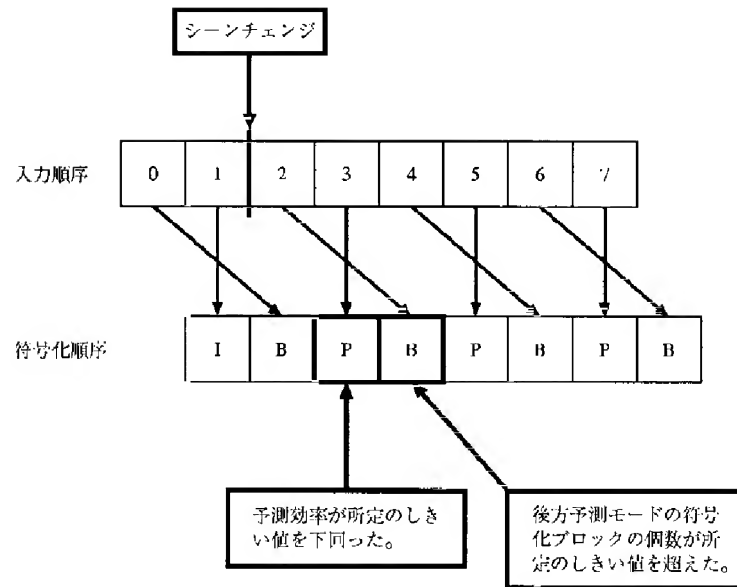 シーンチェンジ
入力順序 0 1 2 3 4 5 6 7
符号化順序 I B P B P B P B
予測効率が所定のしき
い値を下回った。
後方予測モードの符号
化ブロックの個数が所
定のしきい値を超えた。